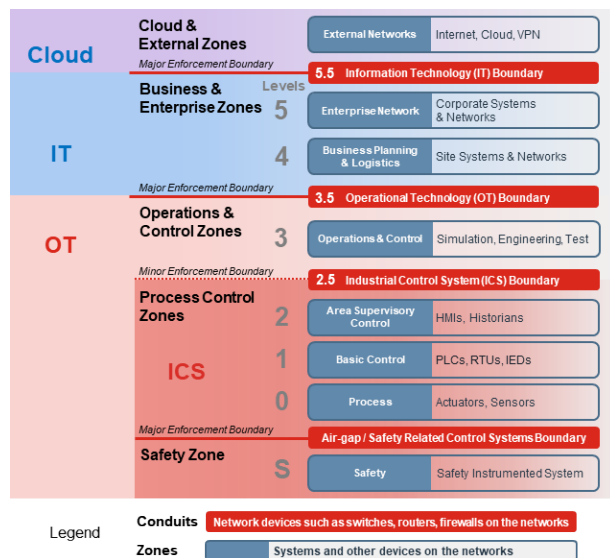 Cloud
Cloud &
External Zones
External Networks
Internet, Cloud, VPN
Major Enforcement Boundary
5.5 Information Technology (IT) Boundary
IT
Business &
Enterprise Zones
Levels
5
Enterprise Network
Corporate Systems
& Networks
4
Business Planning
& Logistics
Site Systems & Networks
Major Enforcement Boundary
3.5 Operational Technology (OT) Boundary
OT
Operations &
Control Zones
3
Operations & Control
Simulation, Engineering, Test
Minor Enforcement Boundary
2.5 Industrial Control System (ICS) Boundary
Process Control
Zones
ICS
2
Area Supervisory
Control
HMIs, Historians
1
Basic Control
PLCs, RTUs, IEDs
0
Process
Actuators, Sensors
Major Enforcement Boundary
Air-gap / Safety Related Control Systems Boundary
Safety Zone
S
Safety
Safety Instrumented System
Legend
Conduits
Network devices such as switches, routers, firewalls on the networks
Zones
Systems and other devices on the networks